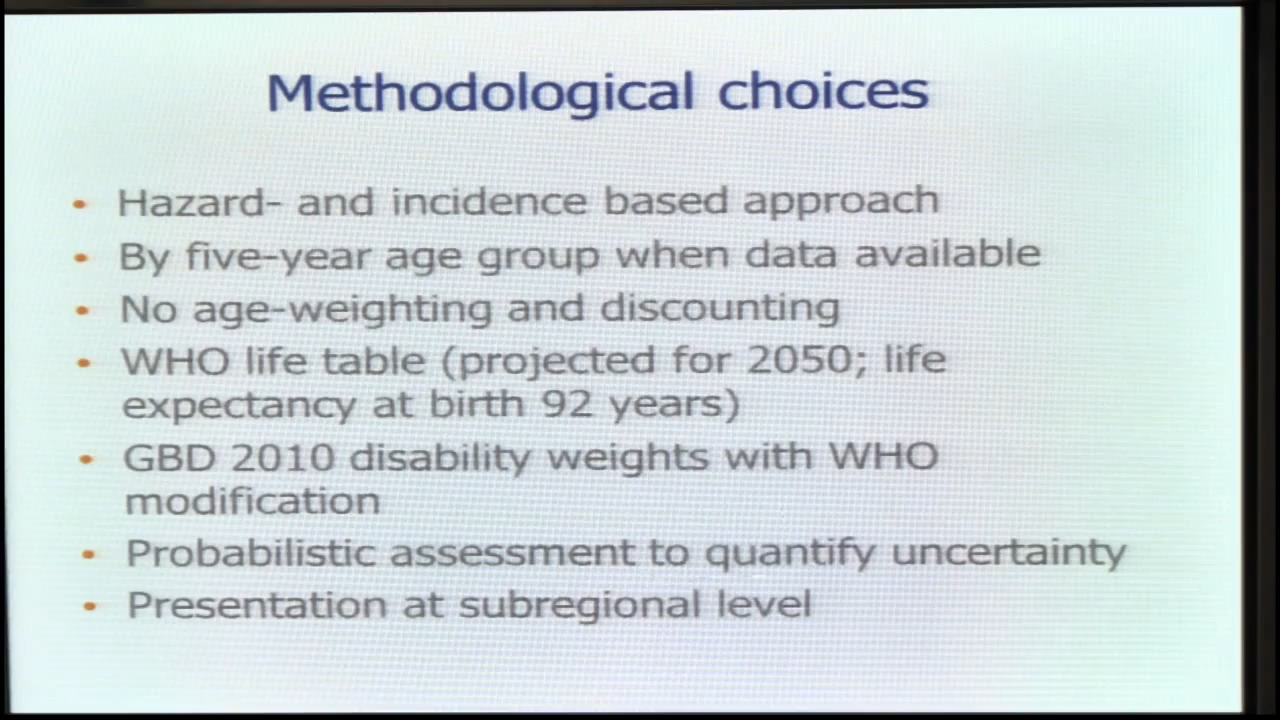 Methodological choices
• Hazard- and incidence based approach
• By five-year age group when data available
• No age-weighting and discounting
• WHO life table (projected for 2050; life
expectancy at birth 92 years)
• GBD 2010 disability weights with WHO
modification
• Probabilistic assessment to quantify uncertainty
• Presentation at subregional level